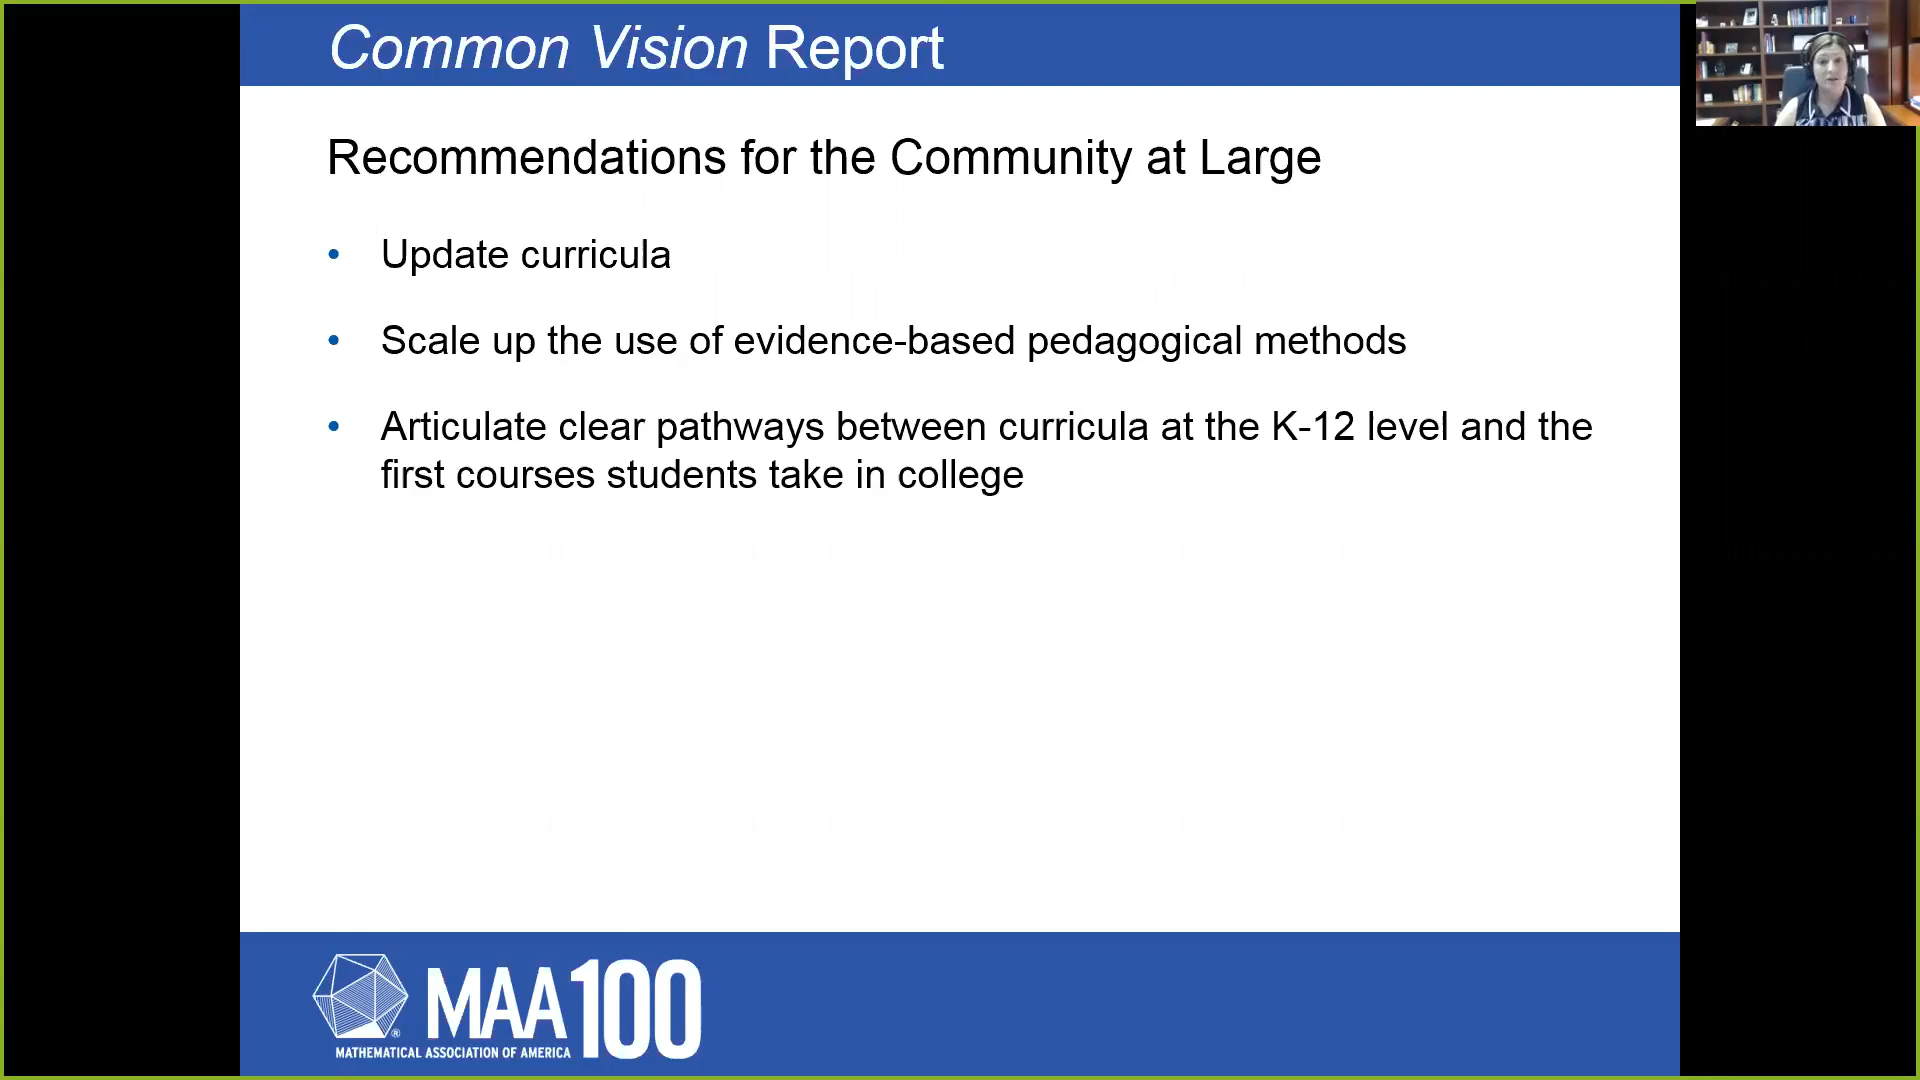 Common Vision Report
Recommendations for the Community at Large
• Update curricula
• Scale up the use of evidence-based pedagogical methods
• Articulate clear pathways between curricula at the K-12 level and the
first courses students take in college
MAA100
®
MATHEMATICAL ASSOCIATION OF AMERICA